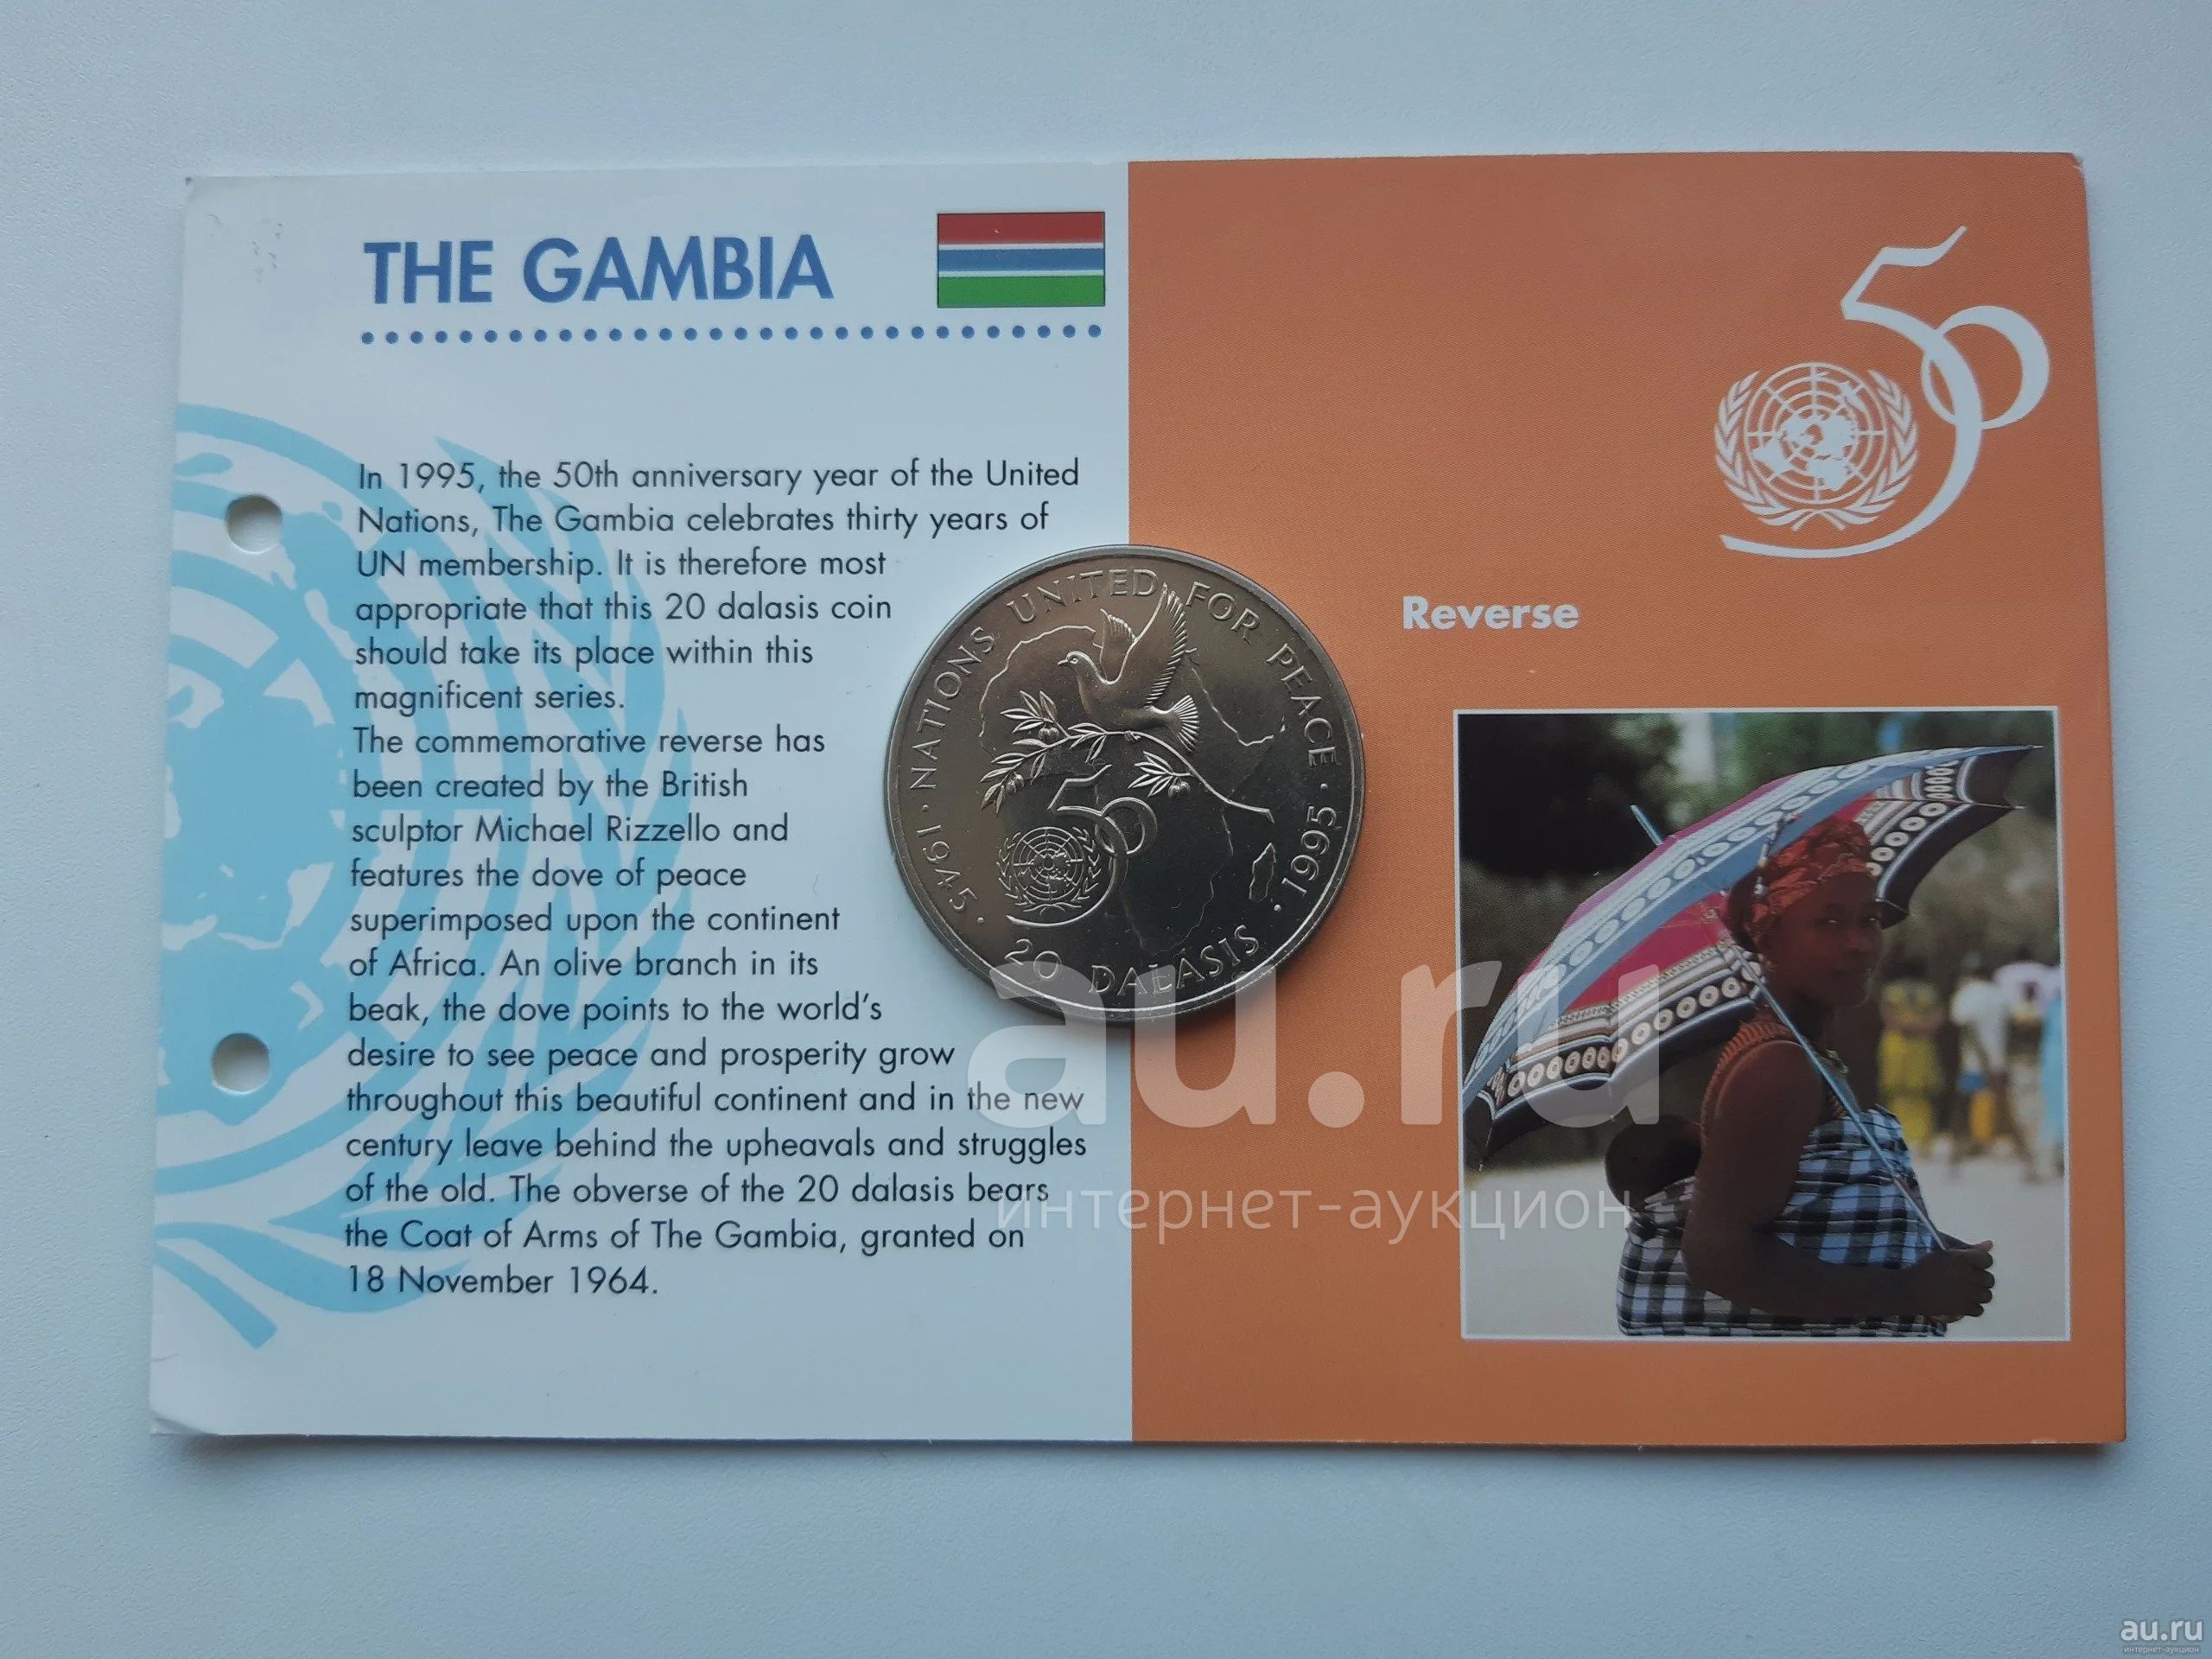 THE GAMBIA
In 1995, the 50th anniversary year of the United
Nations, The Gambia celebrates thirty years of
UN membership. It is therefore most
appropriate that this 20 dalasis coin
should take its place within this
magnificent series.
The commemorative reverse has
been created by the British
sculptor Michael Rizzello and
features the dove of peace
superimposed upon the continent
of Africa. An olive branch in its
beak, the dove points to the world's
desire to see peace and prosperity grow
throughout this beautiful continent and in the new
century leave behind the upheavals and struggles
of the old. The obverse of the 20 dalasis bears
the Coat of Arms of The Gambia, granted on
18 November 1964.
1945 · NATIONS UNITED FOR PEACE · 1995 ·
50
20 DALASIS
50
Reverse
au.ru
интернет-аукцион
au.ru
интернет-аукцион